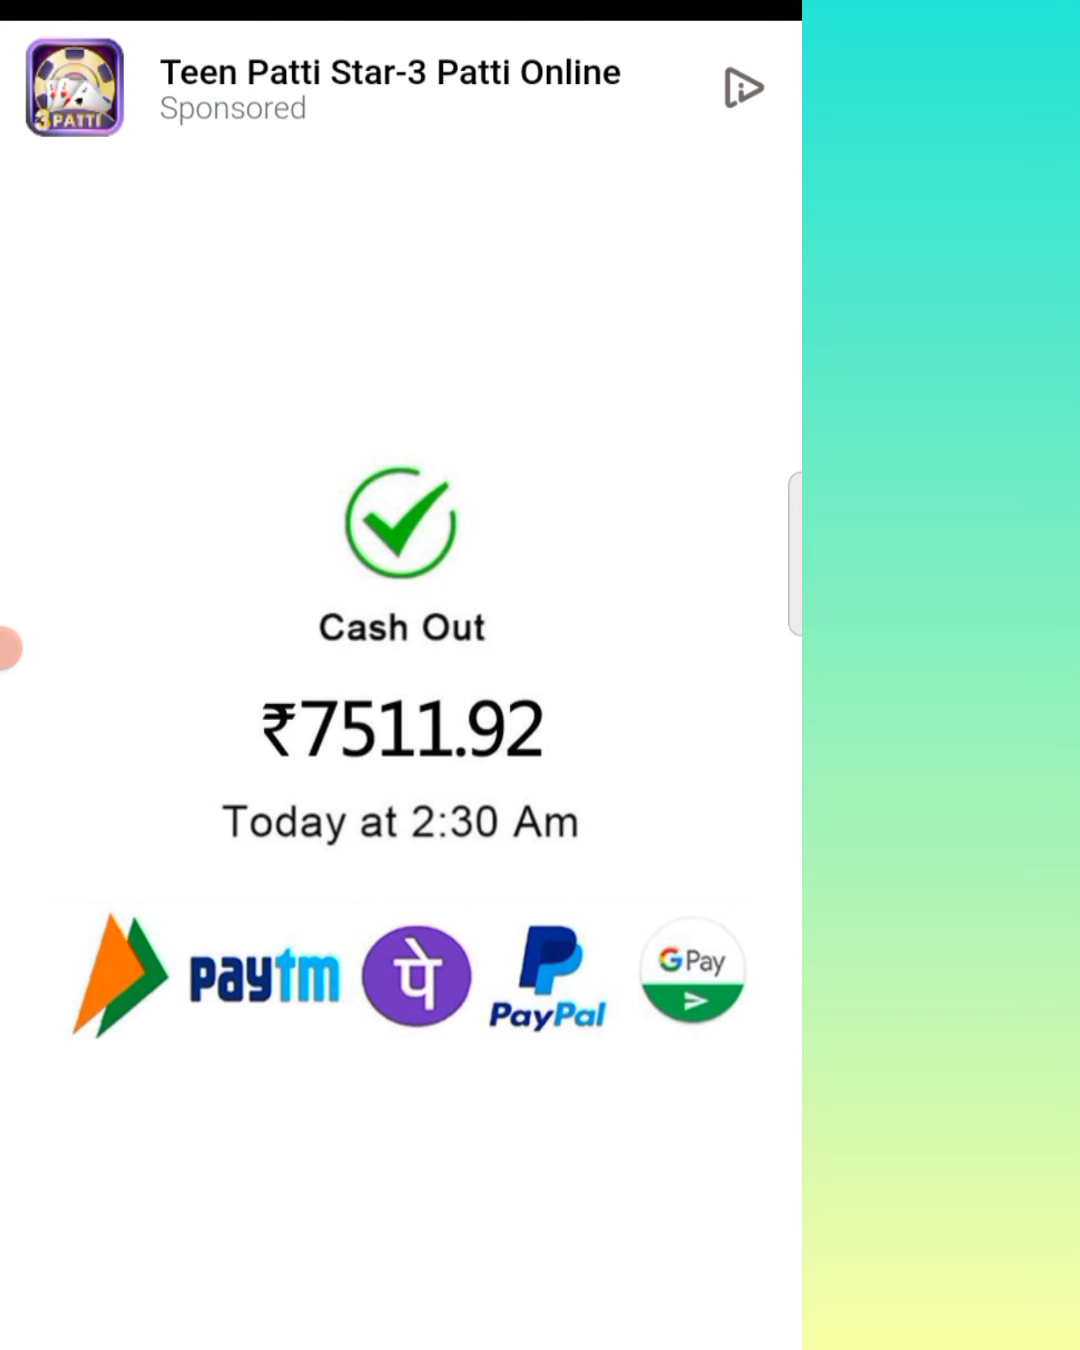 Teen Patti Star-3 Patti Online
Sponsored
3 PATTI
Cash Out
₹7511.92
Today at 2:30 Am
paytm
पे
PayPal
G Pay